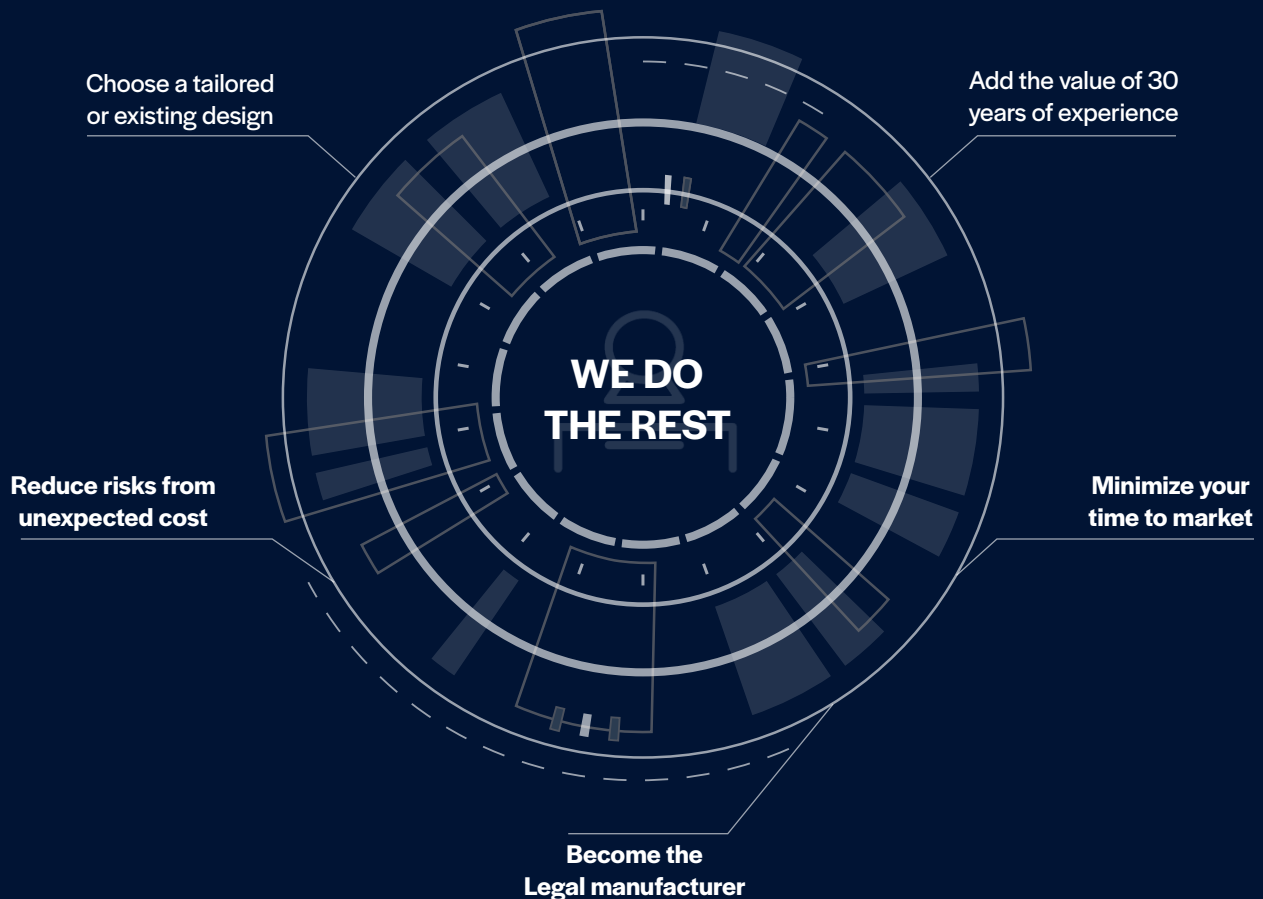 Choose a tailored
or existing design
Add the value of 30
years of experience
WE DO
THE REST
Reduce risks from
unexpected cost
Minimize your
time to market
Become the
Legal manufacturer